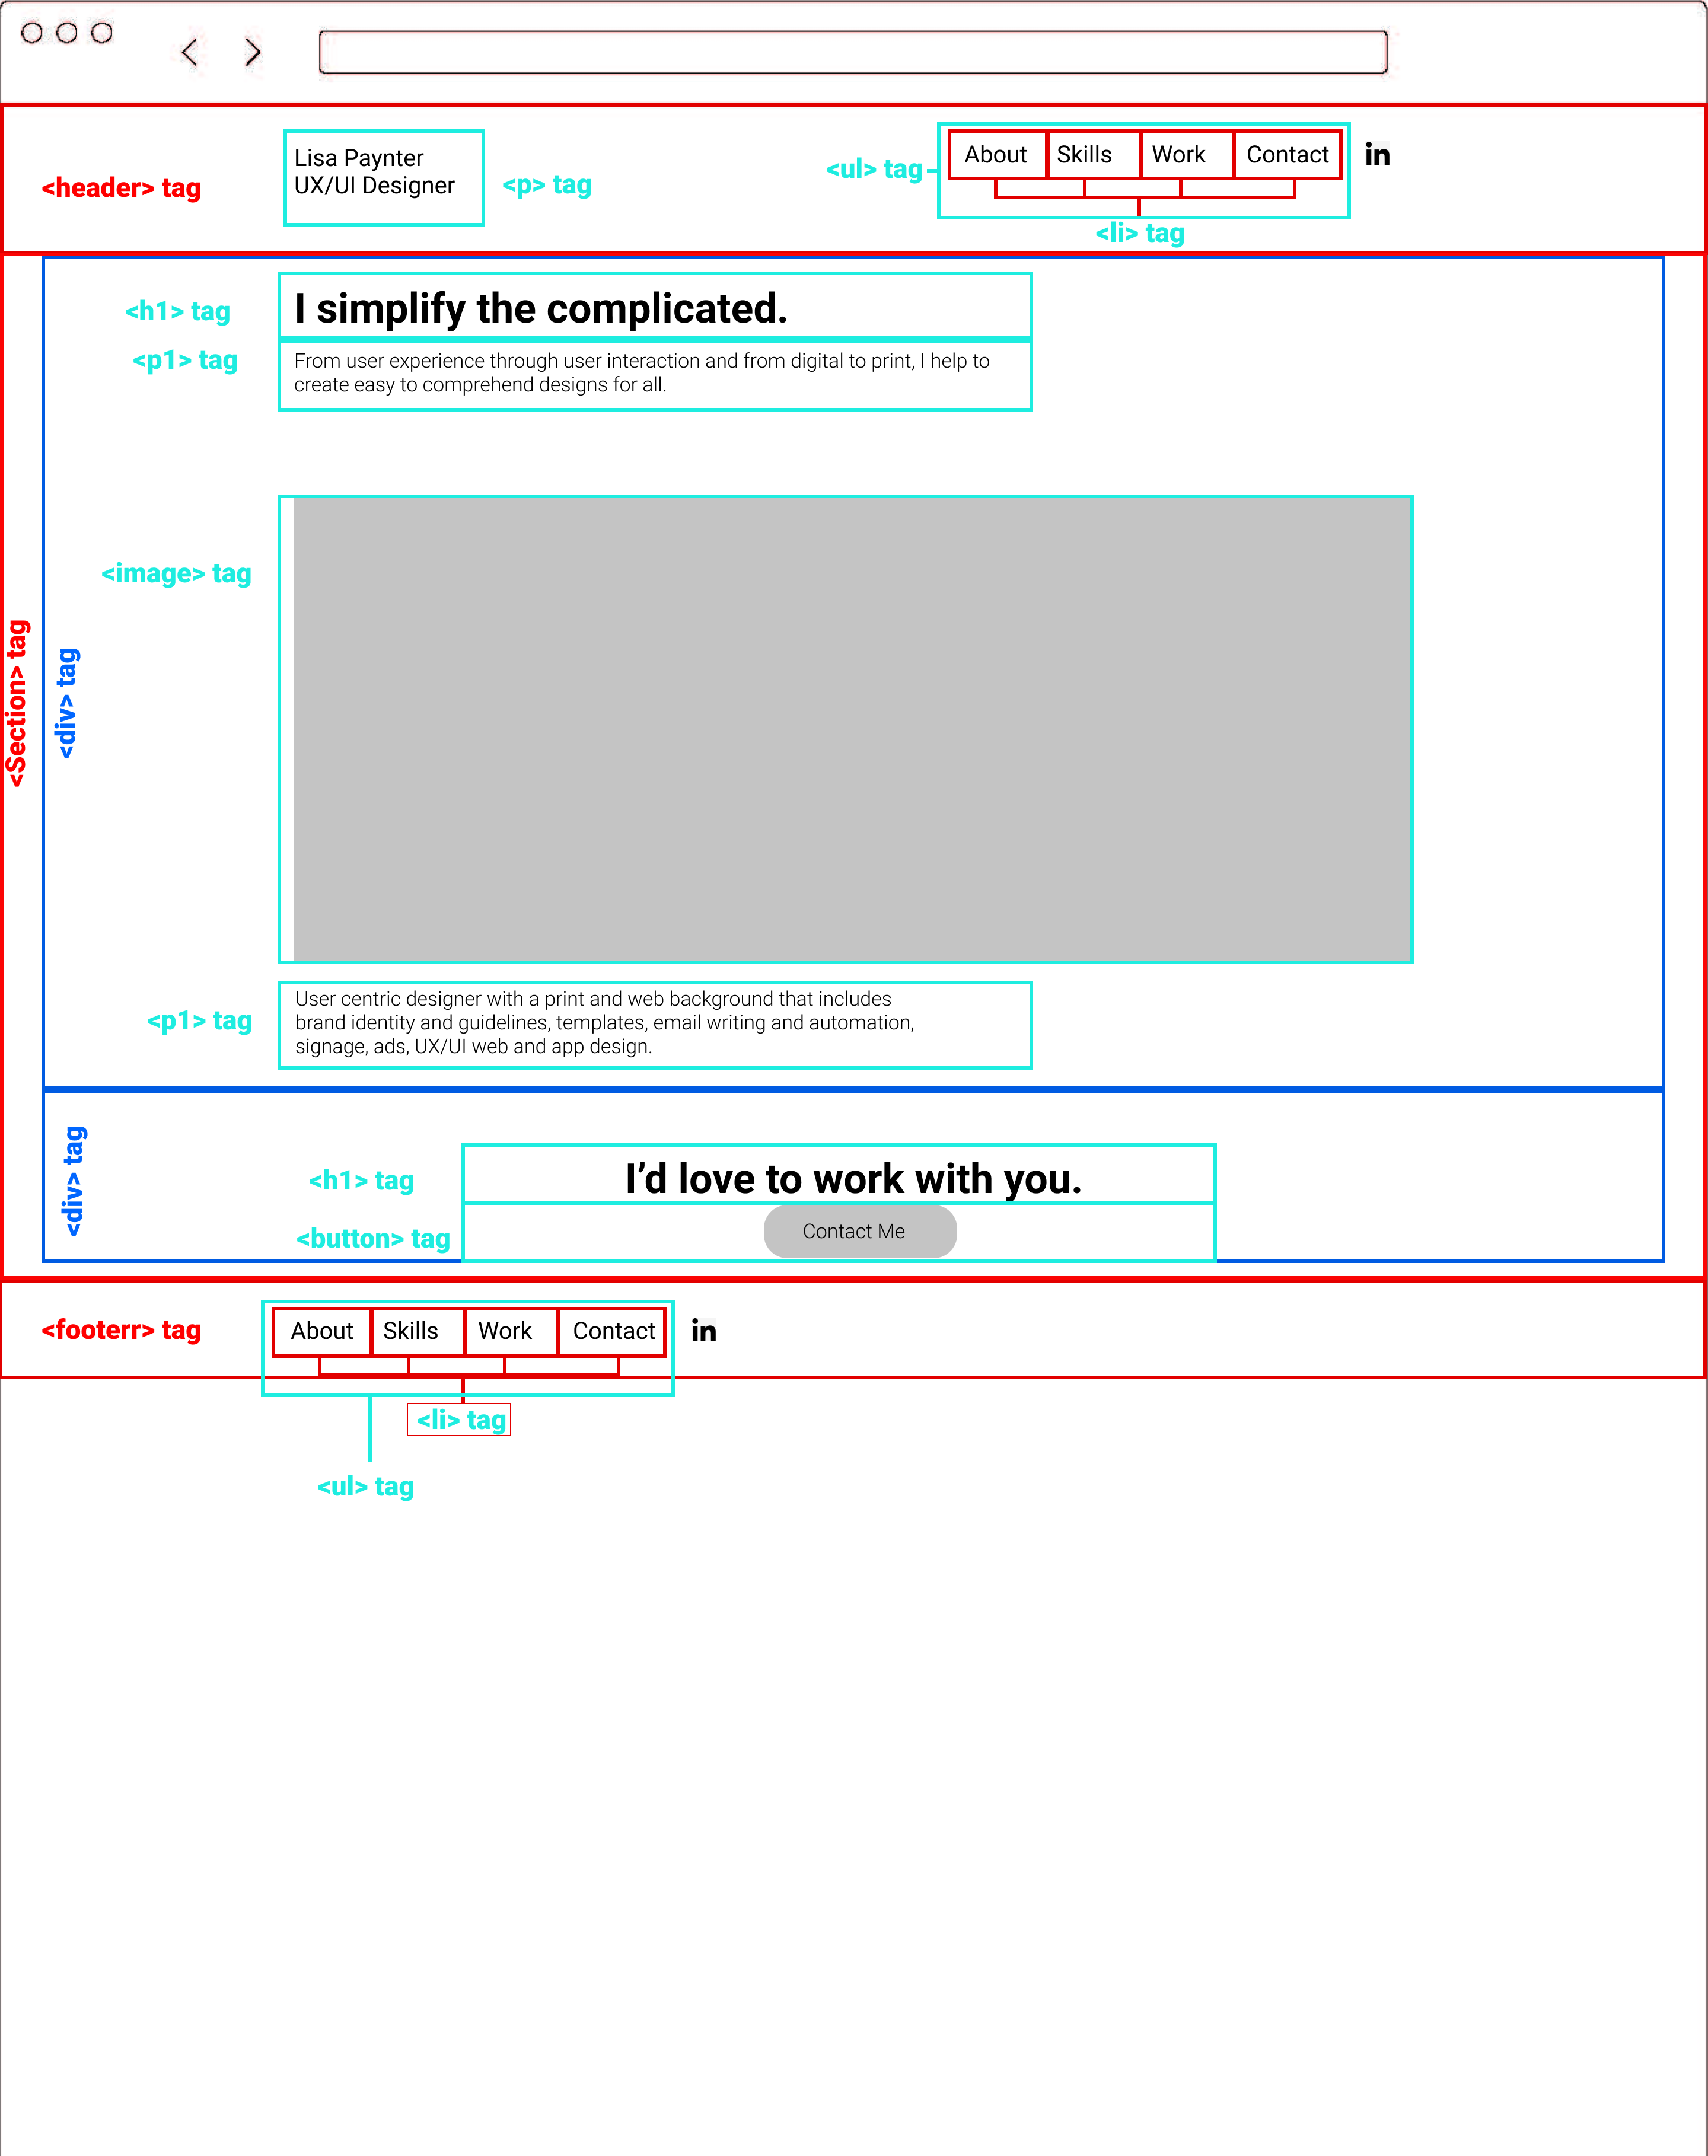 <header> tag
Lisa Paynter
UX/UI Designer
<p> tag
<ul> tag
About Skills Work Contact
in
<li> tag
<h1> tag
I simplify the complicated.
<p1> tag
From user experience through user interaction and from digital to print, I help to
create easy to comprehend designs for all.
<image> tag
<Section> tag
<div> tag
<p1> tag
User centric designer with a print and web background that includes
brand identity and guidelines, templates, email writing and automation,
signage, ads, UX/UI web and app design.
<div> tag
<h1> tag
I’d love to work with you.
<button> tag
Contact Me
<footerr> tag
About Skills Work Contact
in
<li> tag
<ul> tag